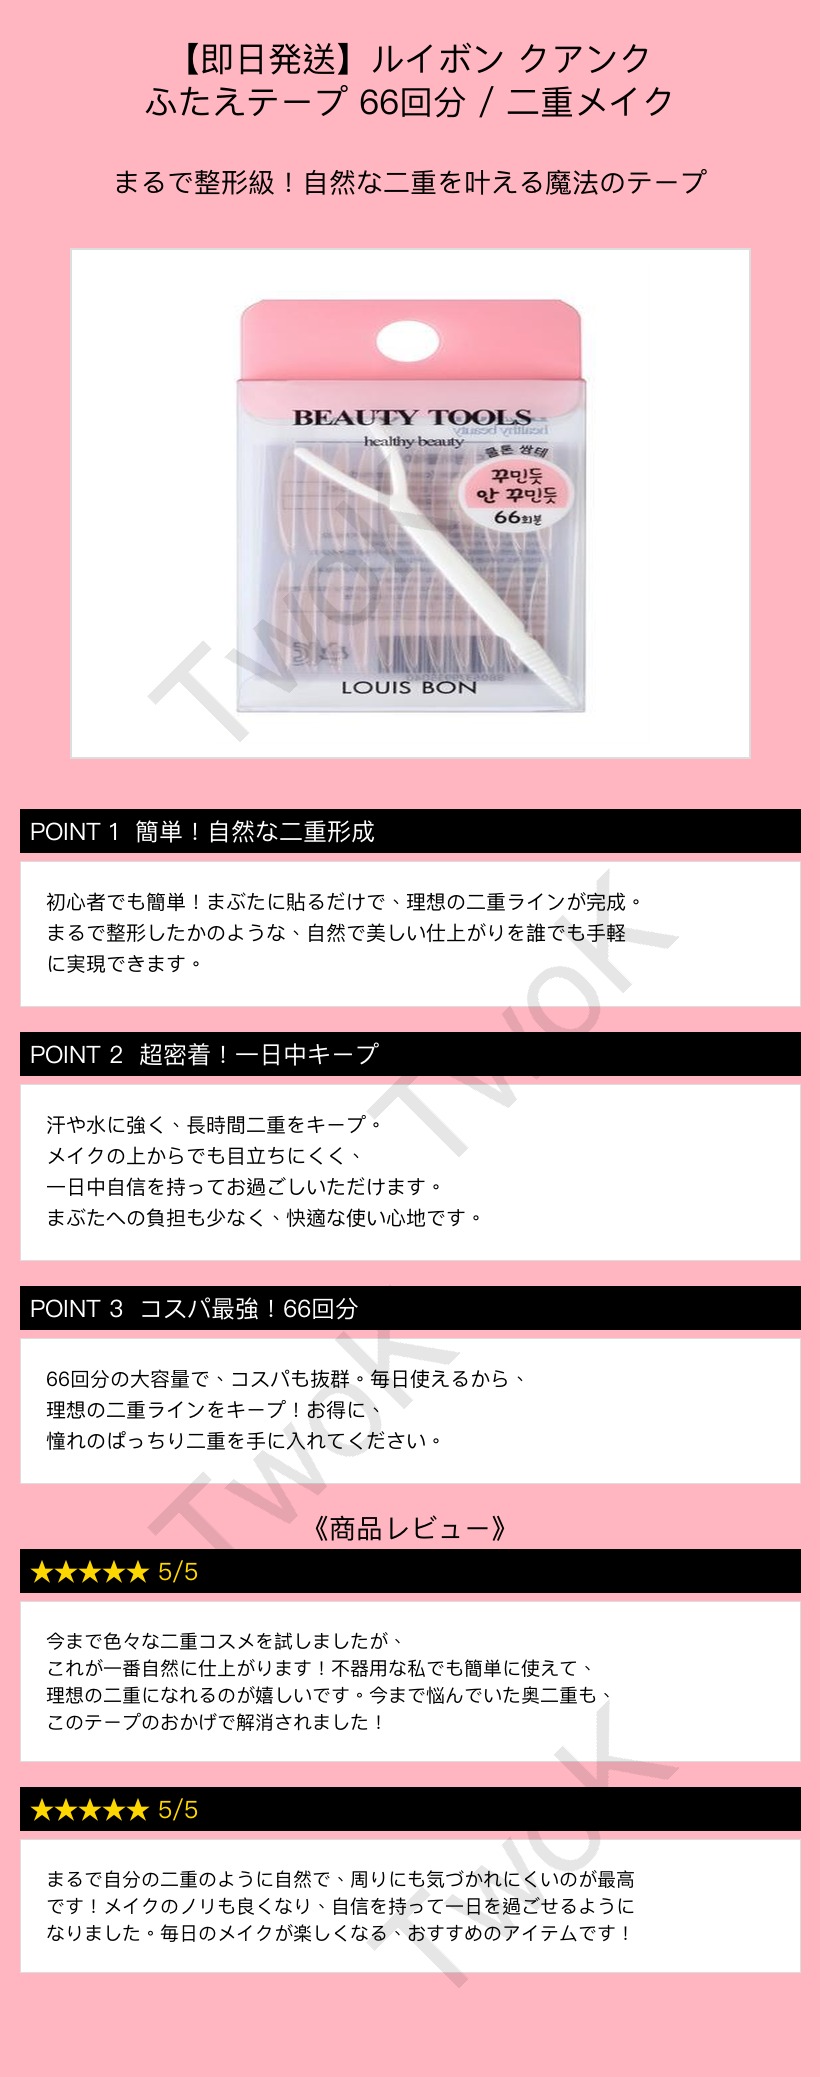 【即日発送】ルイボン クアンク
ふたえテープ 66回分 / 二重メイク
まるで整形級！自然な二重を叶える魔法のテープ
BEAUTY TOOLS
healthy beauty
물톤 쌍테
꾸민듯
안 꾸민듯
66회분
LOUIS BON
TwoK
POINT 1 簡単！自然な二重形成
初心者でも簡単！まぶたに貼るだけで、理想の二重ラインが完成。
まるで整形したかのような、自然で美しい仕上がりを誰でも手軽
に実現できます。
TwoK
POINT 2 超密着！一日中キープ
汗や水に強く、長時間二重をキープ。
メイクの上からでも目立ちにくく、
一日中自信を持ってお過ごしいただけます。
まぶたへの負担も少なく、快適な使い心地です。
POINT 3 コスパ最強！66回分
66回分の大容量で、コスパも抜群。毎日使えるから、
理想の二重ラインをキープ！お得に、
憧れのぱっちり二重を手に入れてください。
TwoK
《商品レビュー》
★★★★★ 5/5
今まで色々な二重コスメを試しましたが、
これが一番自然に仕上がります！不器用な私でも簡単に使えて、
理想の二重になれるのが嬉しいです。今まで悩んでいた奥二重も、
このテープのおかげで解消されました！
★★★★★ 5/5
まるで自分の二重のように自然で、周りにも気づかれにくいのが最高
です！メイクのノリも良くなり、自信を持って一日を過ごせるように
なりました。毎日のメイクが楽しくなる、おすすめのアイテムです！
TwoK